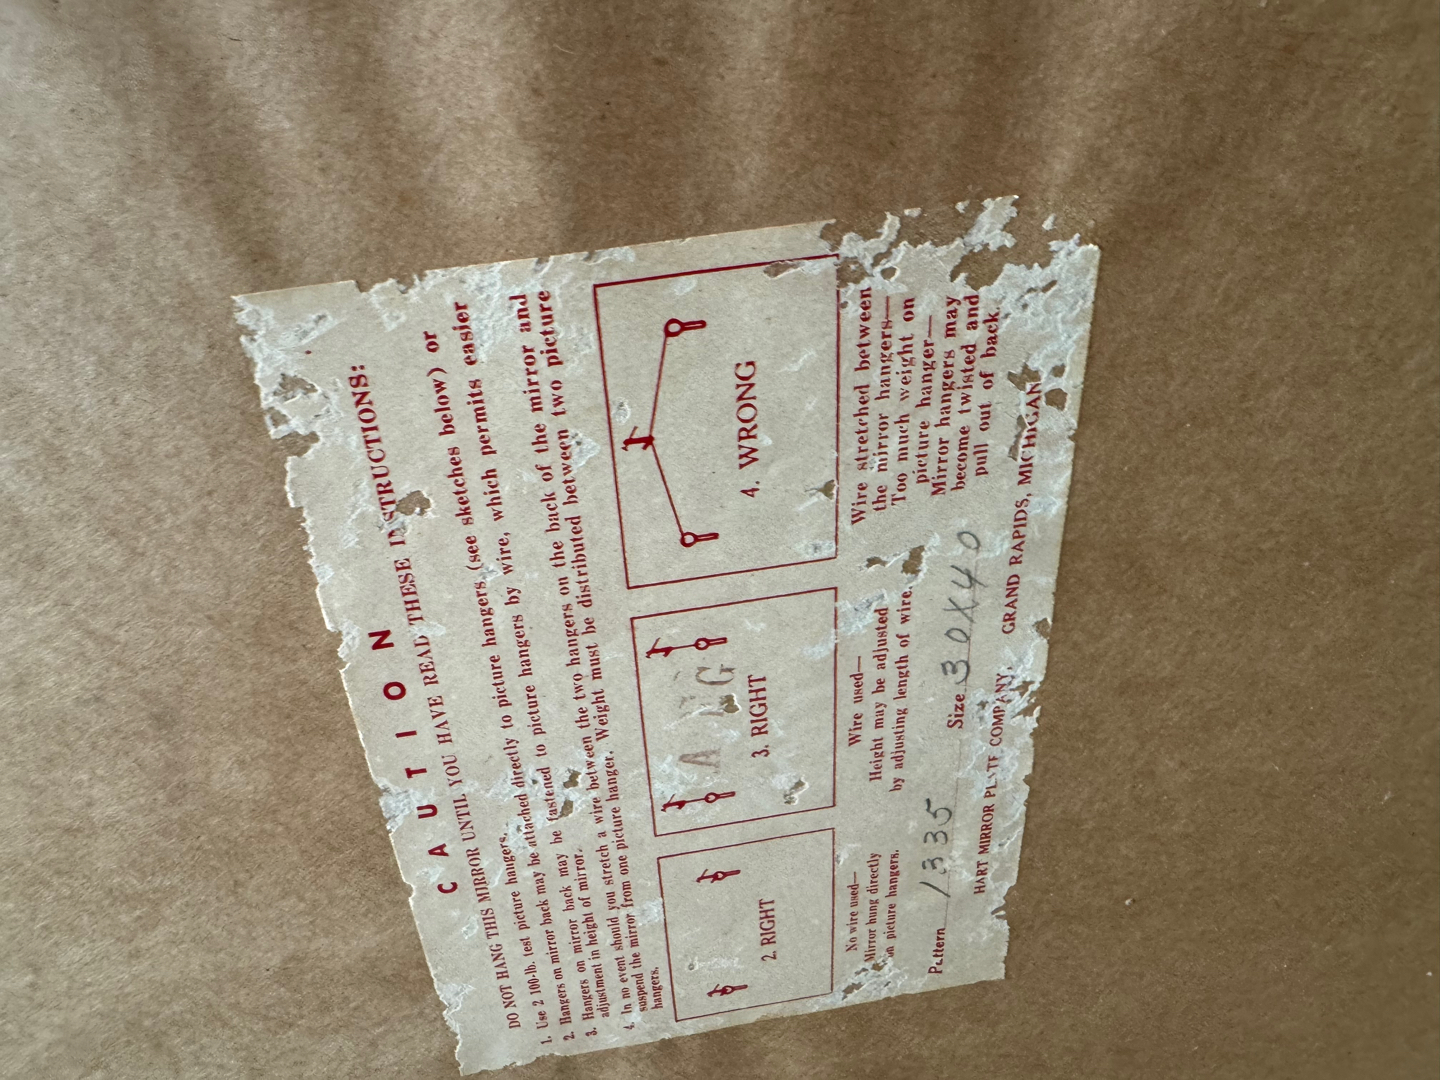 CAUTION
DO NOT HANG THIS MIRROR UNTIL YOU HAVE READ THESE INSTRUCTIONS:
1. Use 2 100-lb. test picture hangers.
2. Hangers on mirror back may be attached directly to picture hangers (see sketches below) or
3. Hangers on mirror back may be fastened to picture hangers by wire, which permits easier
adjustment in height of mirror.
4. In no event should you stretch a wire between the two hangers on the back of the mirror and
suspend the mirror from one picture hanger. Weight must be distributed between two picture
hangers.
2. RIGHT
3. RIGHT
4. WRONG
No wire used—
Mirror hung directly
on picture hangers.
Wire used—
Height may be adjusted
by adjusting length of wire.
Wire stretched between
the mirror hangers—
Too much weight on
picture hanger—
Mirror hangers may
become twisted and
pull out of back.
Pattern 1335 Size 30X40
HART MIRROR PLATE COMPANY, GRAND RAPIDS, MICHIGAN